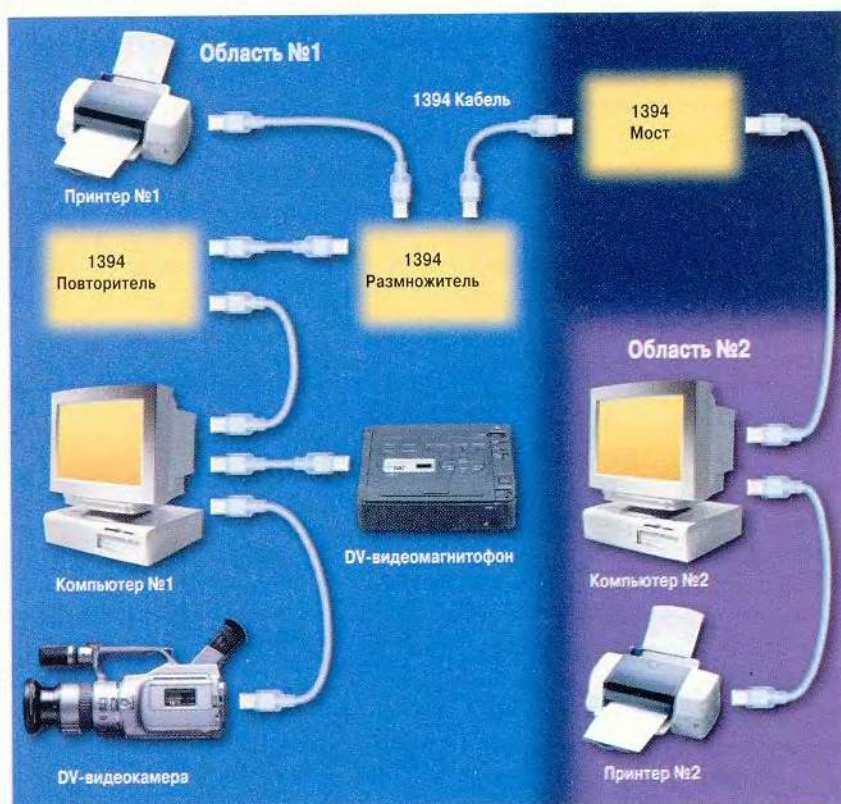 Область №1
1394 Кабель
1394
Мост
Принтер №1
1394
Повторитель
1394
Размножитель
Область №2
Компьютер №1
DV-видеомагнитофон
Компьютер №2
DV-видеокамера
Принтер №2